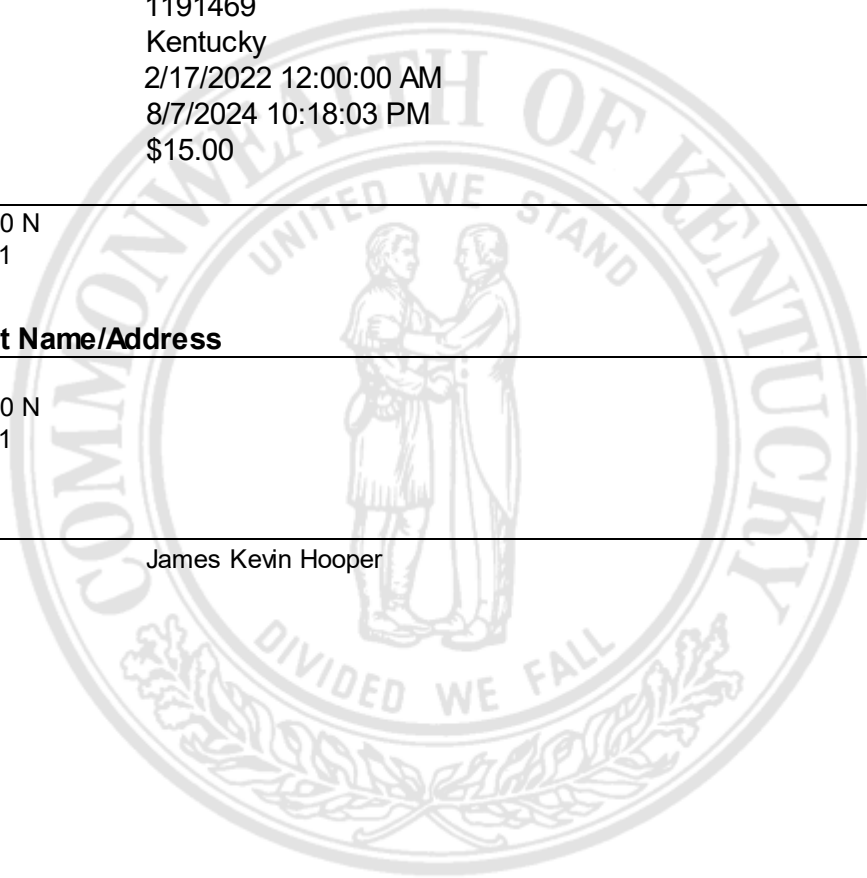 1191469
Kentucky
2/17/2022 12:00:00 AM
8/7/2024 10:18:03 PM
$15.00
0 N
1
t Name/Address
0 N
1
James Kevin Hooper
COMMONWEALTH OF KENTUCKY
UNITED WE STAND
DIVIDED WE FALL